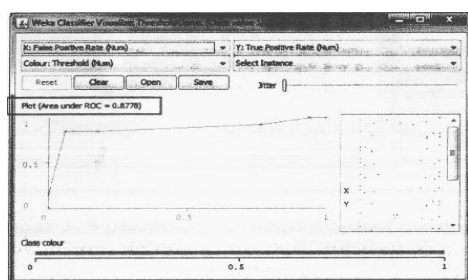 Weka Classifier Visualize:
X: False Positive Rate (Num)
Y: True Positive Rate (Num)
Colour: Threshold (Num)
Select Instance
Reset
Clear
Open
Save
Jitter
Plot (Area under ROC = 0.8778)
1
0.5
0
0
0.5
1
X
Y
Class colour
0
0.5
1